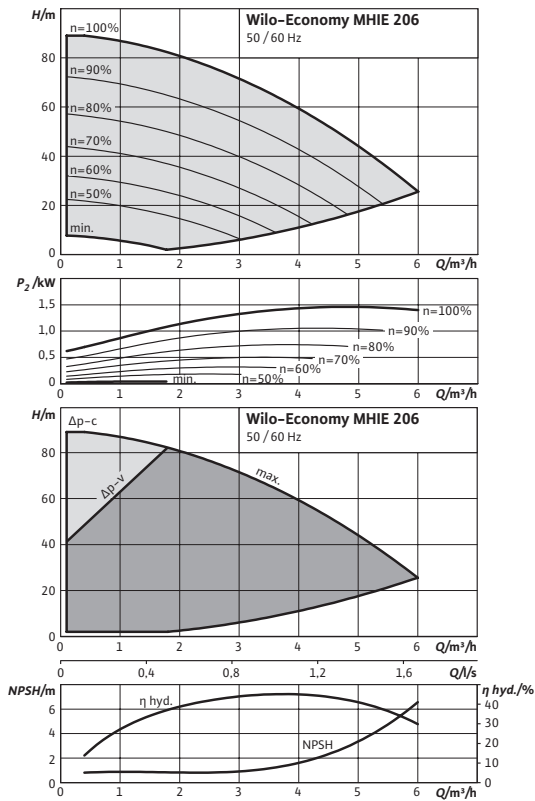 H/m
Wilo-Economy MHIE 206
50 / 60 Hz
n=100%
n=90%
n=80%
n=70%
n=60%
n=50%
min.
80
60
40
20
0
0 1 2 3 4 5 6 Q/m³/h
P2 /kW
1,5
1,0
0,5
0
n=100%
n=90%
n=80%
n=70%
n=60%
n=50%
min.
0 1 2 3 4 5 6 Q/m³/h
H/m
Δp-c
Wilo-Economy MHIE 206
50 / 60 Hz
Δp-v
max.
80
60
40
20
0
0 1 2 3 4 5 6 Q/m³/h
0 0,4 0,8 1,2 1,6 Q/l/s
NPSH/m
η hyd./%
η hyd.
NPSH
6
4
2
0
40
30
20
10
0
0 1 2 3 4 5 6 Q/m³/h